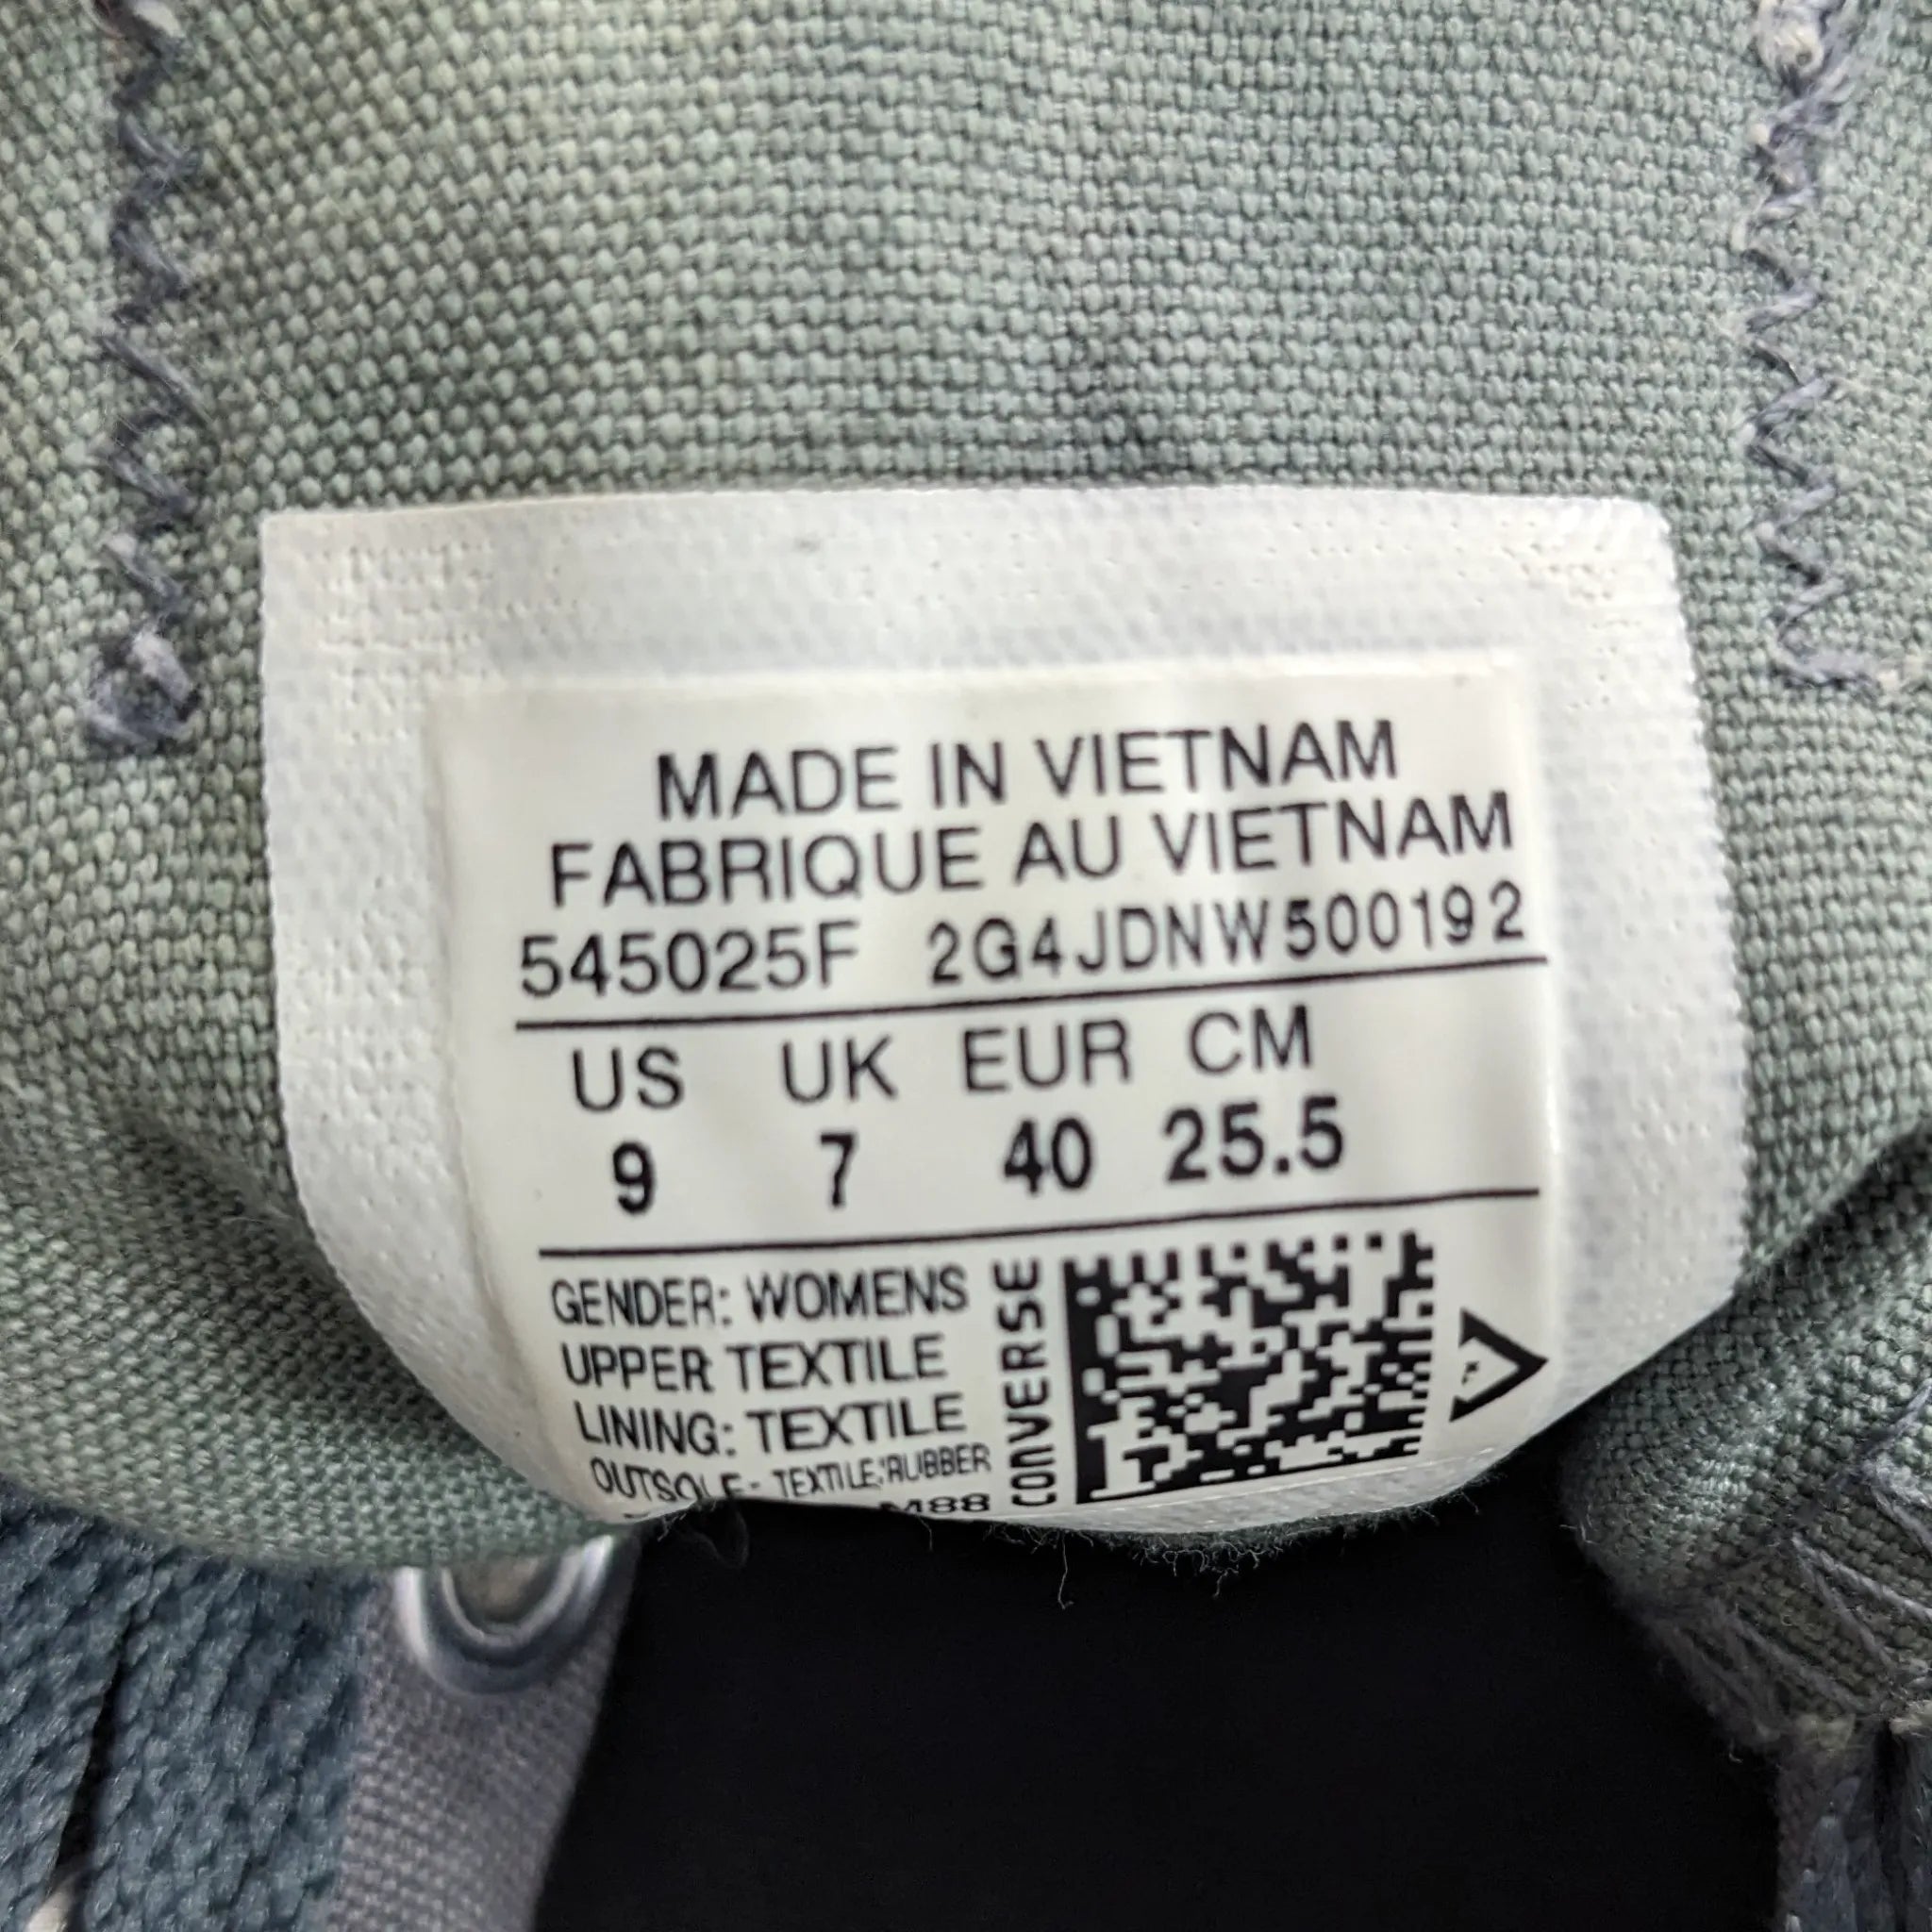 MADE IN VIETNAM
FABRIQUE AU VIETNAM
545025F 2G4JDNW500192
US UK EUR CM
9 7 40 25.5
GENDER: WOMENS
UPPER TEXTILE
LINING: TEXTILE
OUTSOLE- TEXTILE/RUBBER
CONVERSE